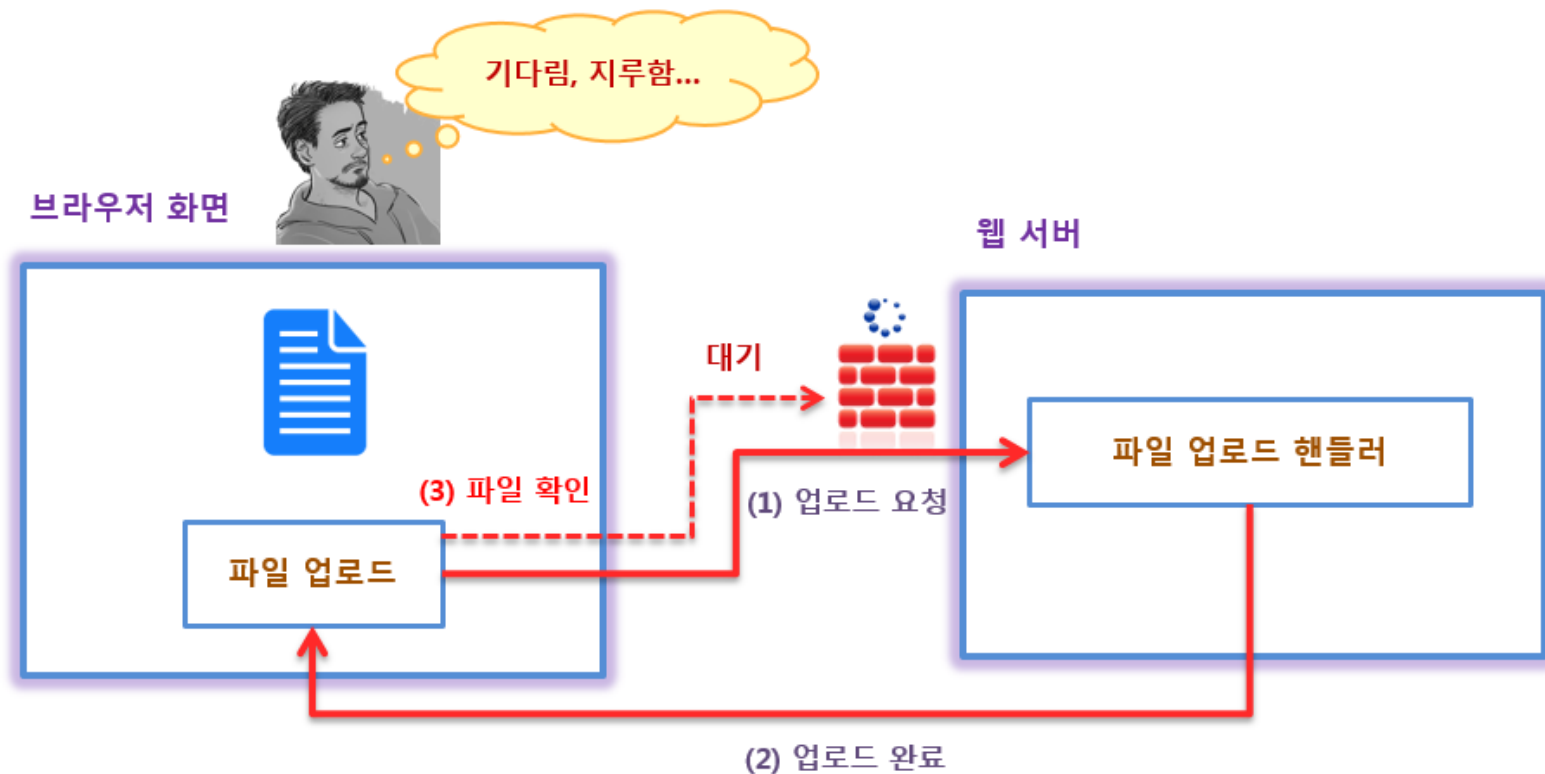 기다림, 지루함...
브라우저 화면
웹 서버
대기
파일 업로드 핸들러
(3) 파일 확인
(1) 업로드 요청
파일 업로드
(2) 업로드 완료